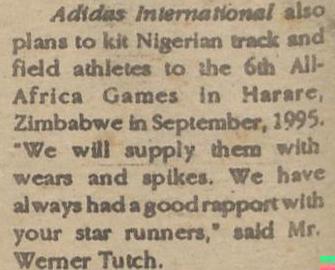 Adidas International also
plans to kit Nigerian track and
field athletes to the 6th All-
Africa Games in Harare,
Zimbabwe in September, 1995.
"We will supply them with
wears and spikes. We have
always had a good rapport with
your star runners," said Mr.
Werner Tutch.